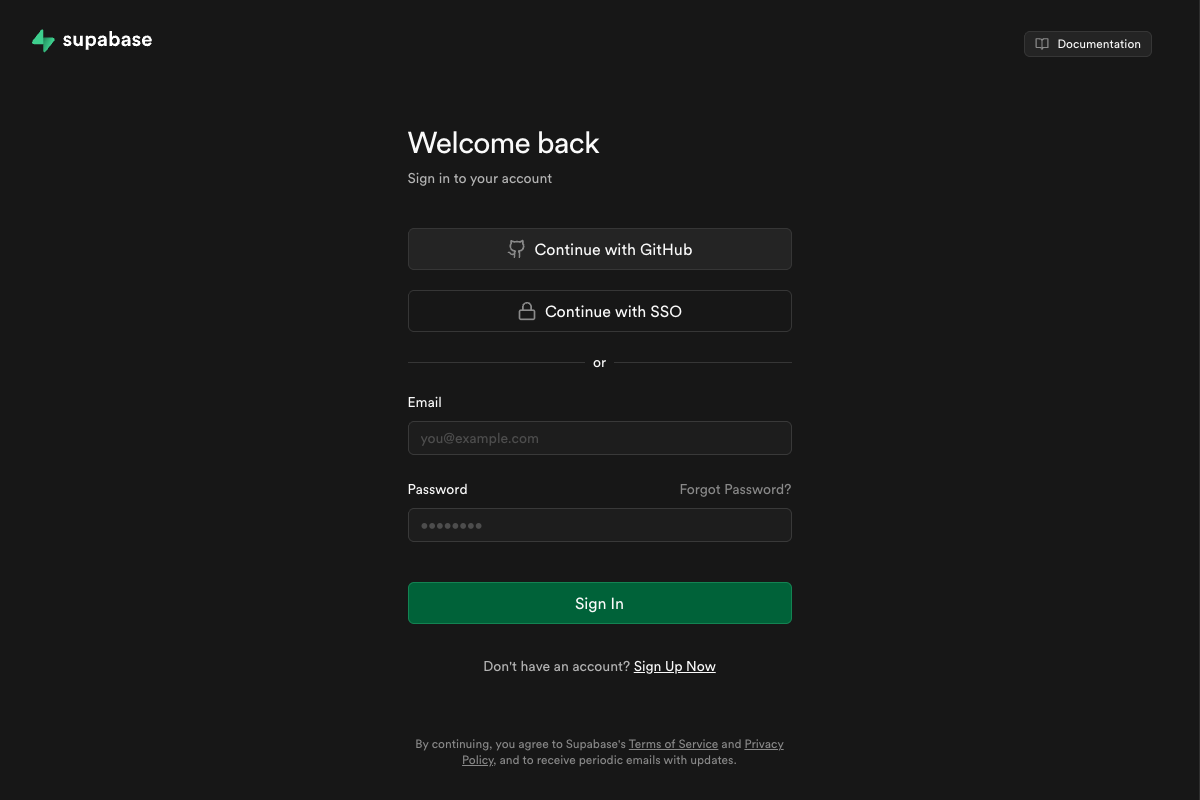 supabase
Documentation
Welcome back
Sign in to your account
Continue with GitHub
Continue with SSO
or
Email
you@example.com
Password
Forgot Password?
••••••••
Sign In
Don't have an account? Sign Up Now
By continuing, you agree to Supabase's Terms of Service and Privacy
Policy, and to receive periodic emails with updates.